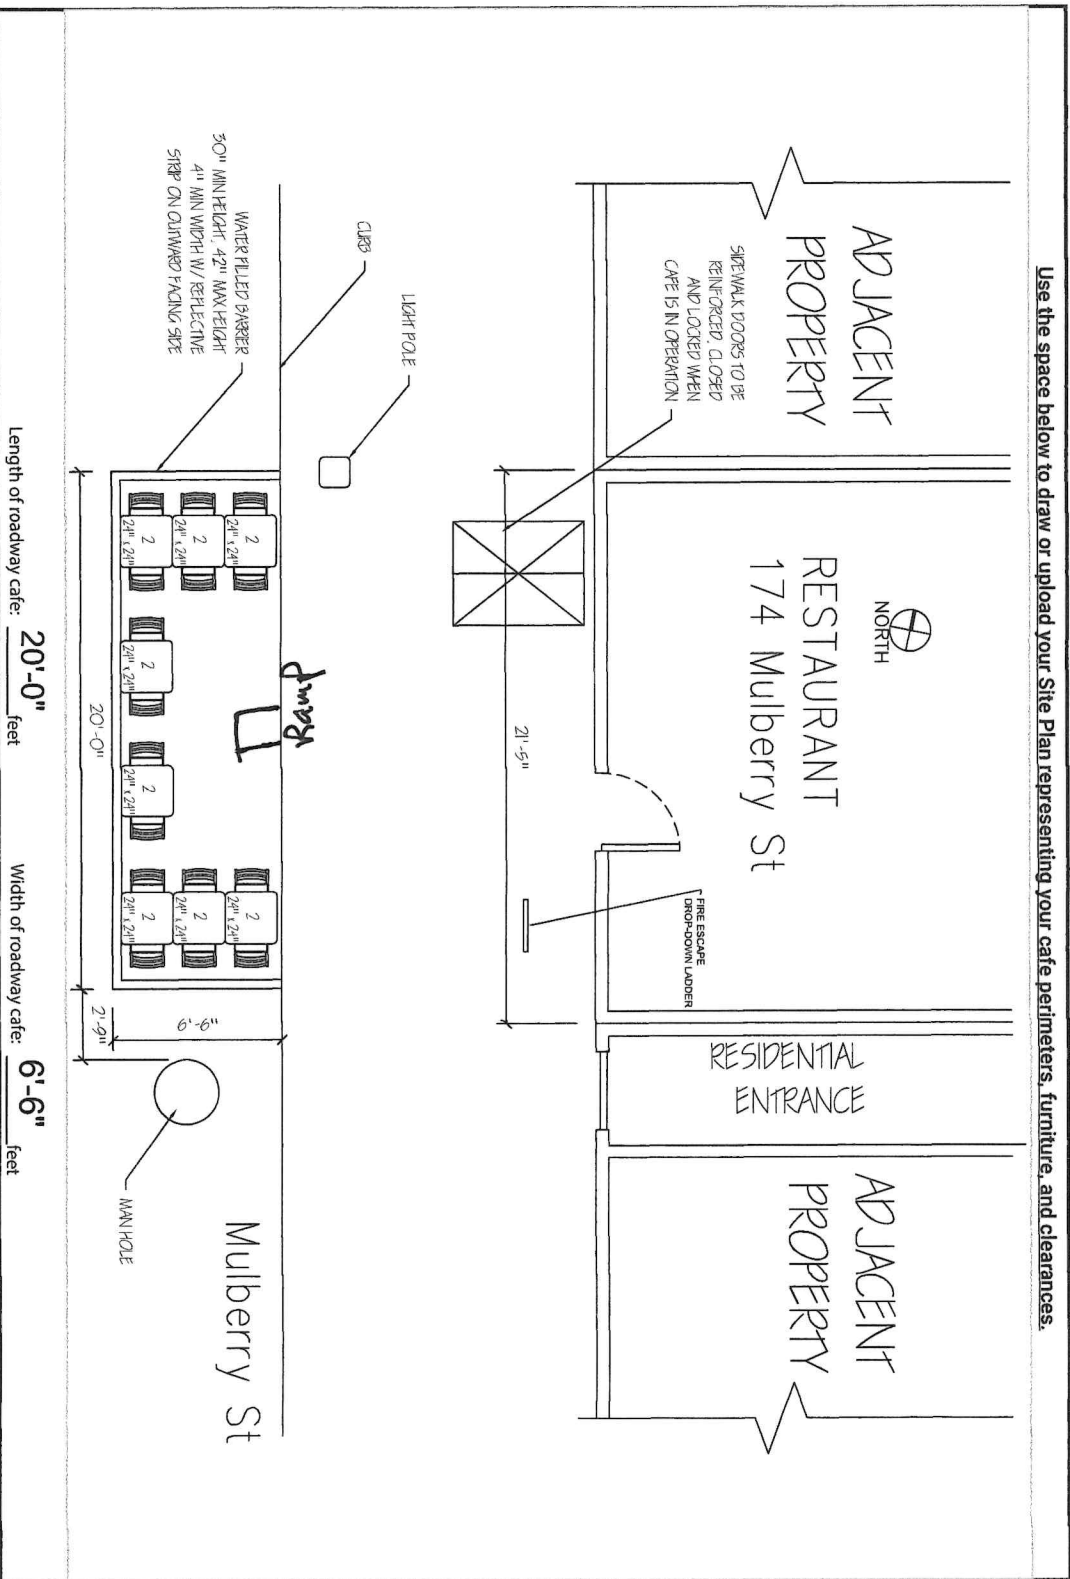 Use the space below to draw or upload your Site Plan representing your cafe perimeters, furniture, and clearances.
ADJACENT
PROPERTY
RESTAURANT
174 Mulberry St
NORTH
RESIDENTIAL
ENTRANCE
ADJACENT
PROPERTY
SIDEWALK DOORS TO BE
REINFORCED, CLOSED
AND LOCKED WHEN
CAFE IS IN OPERATION
FIRE ESCAPE
DROP-DOWN LADDER
21'-5"
LIGHT POLE
CURB
Ramp
WATER FILLED BARRIER
30" MIN HEIGHT, 42" MAX HEIGHT
4" MIN WIDTH W/ REFLECTIVE
STRIP ON OUTWARD FACING SIDE
2
24" x 24"
2
24" x 24"
2
24" x 24"
2
24" x 24"
2
24" x 24"
2
24" x 24"
2
24" x 24"
2
24" x 24"
6'-6"
20'-0"
2'-9"
MAN HOLE
Mulberry St
Length of roadway cafe: 20'-0" feet
Width of roadway cafe: 6'-6" feet